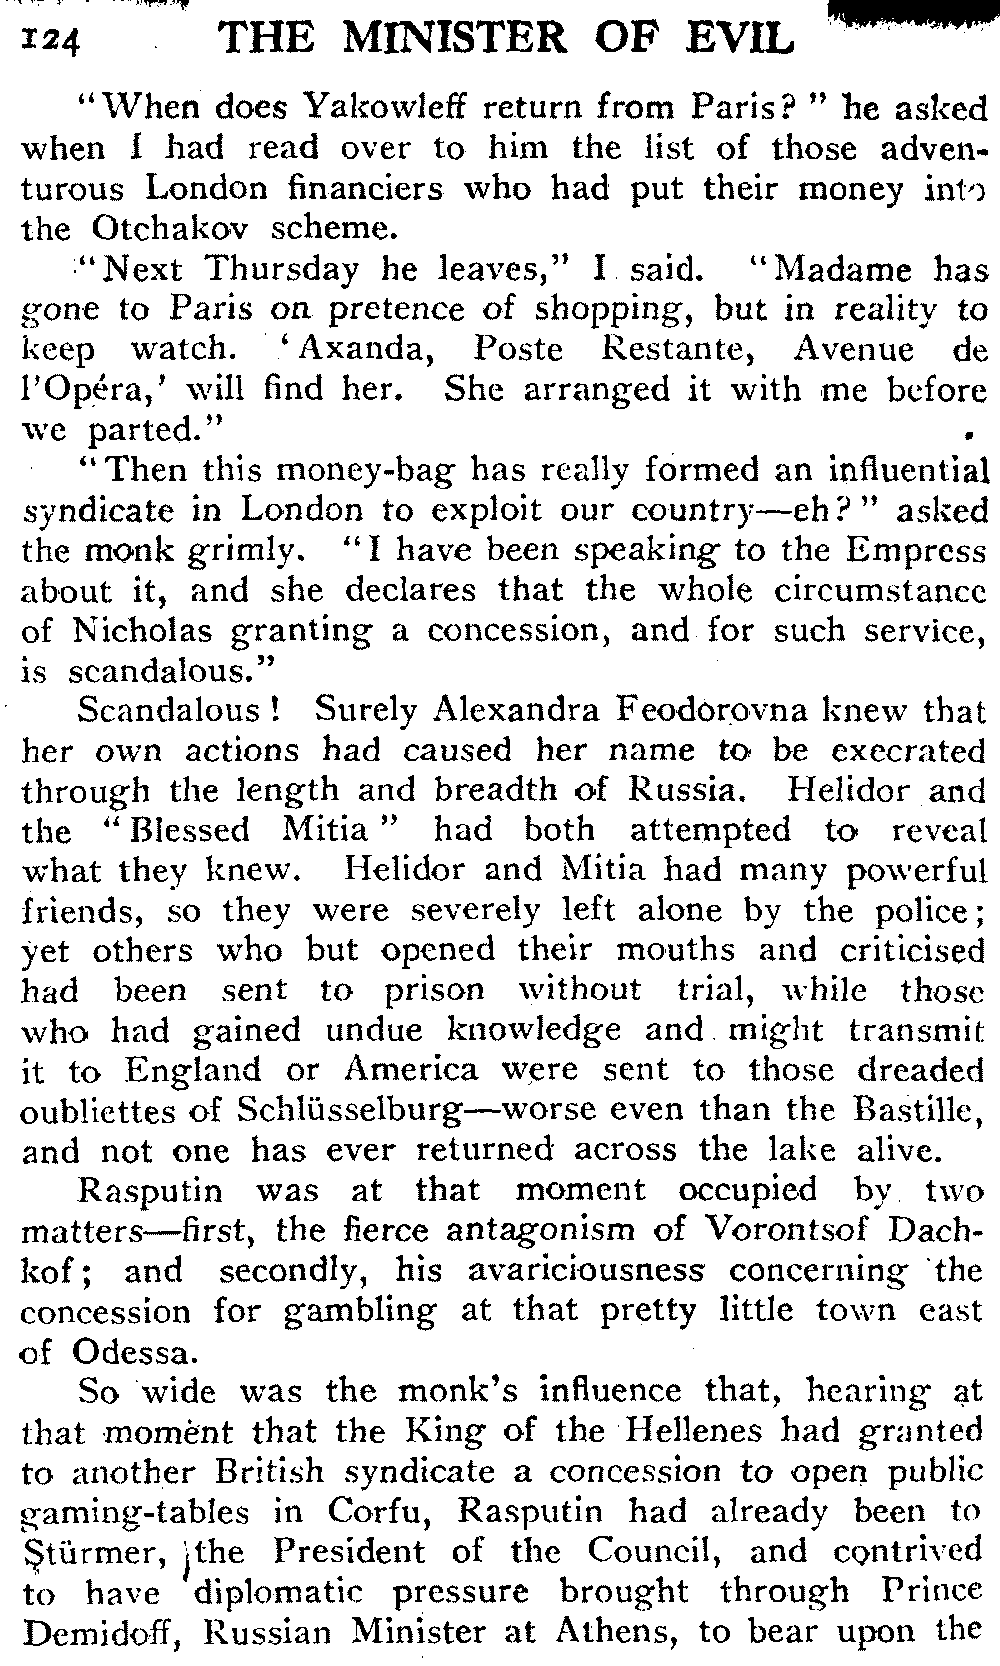 124 THE MINISTER OF EVIL
"When does Yakowleff return from Paris?" he asked
when I had read over to him the list of those adven-
turous London financiers who had put their money into
the Otchakov scheme.
"Next Thursday he leaves," I said. "Madame has
gone to Paris on pretence of shopping, but in reality to
keep watch. 'Axanda, Poste Restante, Avenue de
l'Opéra,' will find her. She arranged it with me before
we parted."
"Then this money-bag has really formed an influential
syndicate in London to exploit our country—eh?" asked
the monk grimly. "I have been speaking to the Empress
about it, and she declares that the whole circumstance
of Nicholas granting a concession, and for such service,
is scandalous."
Scandalous! Surely Alexandra Feodorovna knew that
her own actions had caused her name to be execrated
through the length and breadth of Russia. Helidor and
the "Blessed Mitia" had both attempted to reveal
what they knew. Helidor and Mitia had many powerful
friends, so they were severely left alone by the police;
yet others who but opened their mouths and criticised
had been sent to prison without trial, while those
who had gained undue knowledge and might transmit
it to England or America were sent to those dreaded
oubliettes of Schlüsselburg—worse even than the Bastille,
and not one has ever returned across the lake alive.
Rasputin was at that moment occupied by two
matters—first, the fierce antagonism of Vorontsof Dach-
kof; and secondly, his avariciousness concerning the
concession for gambling at that pretty little town east
of Odessa.
So wide was the monk's influence that, hearing at
that moment that the King of the Hellenes had granted
to another British syndicate a concession to open public
gaming-tables in Corfu, Rasputin had already been to
Stürmer, the President of the Council, and contrived
to have diplomatic pressure brought through Prince
Demidoff, Russian Minister at Athens, to bear upon the